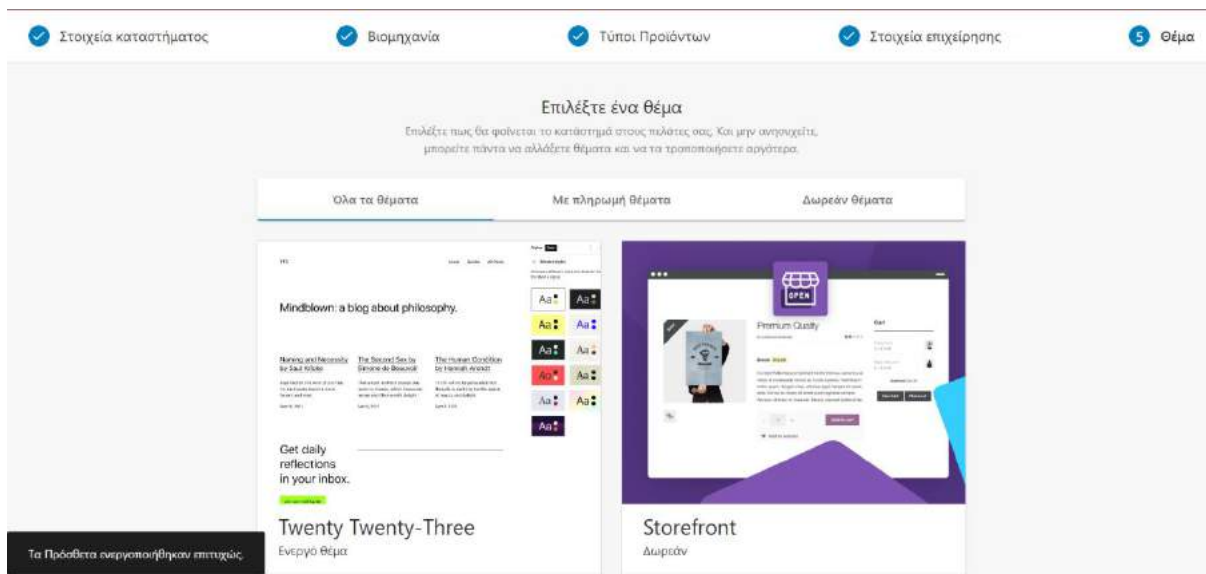 Στοιχεία καταστήματος
Βιομηχανία
Τύποι Προϊόντων
Στοιχεία επιχείρησης
5 Θέμα
Επιλέξτε ένα θέμα
Επιλέξτε πως θα φαίνεται το κατάστημά στους πελάτες σας. Και μην ανησυχείτε,
μπορείτε πάντα να αλλάξετε θέματα και να τα τροποποιήσετε αργότερα.
Όλα τα θέματα
Με πληρωμή θέματα
Δωρεάν θέματα
Mindblown: a blog about philosophy.
Naming and Necessity
by Saul Kripke
The Second Sex by
Simone de Beauvoir
The Human Condition
by Hannah Arendt
Get daily
reflections
in your inbox.
Aa Aa
Aa Aa
Aa Aa
Aa Aa
Aa Aa
Aa
Twenty Twenty-Three
Ενεργό θέμα
OPEN
Premium Quality
Cart
Storefront
Δωρεάν
Τα Πρόσθετα ενεργοποιήθηκαν επιτυχώς.